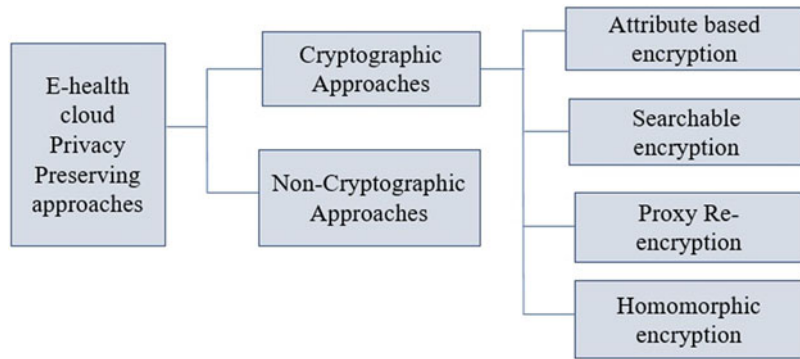 E-health
cloud
Privacy
Preserving
approaches
Cryptographic
Approaches
Non-Cryptographic
Approaches
Attribute based
encryption
Searchable
encryption
Proxy Re-
encryption
Homomorphic
encryption